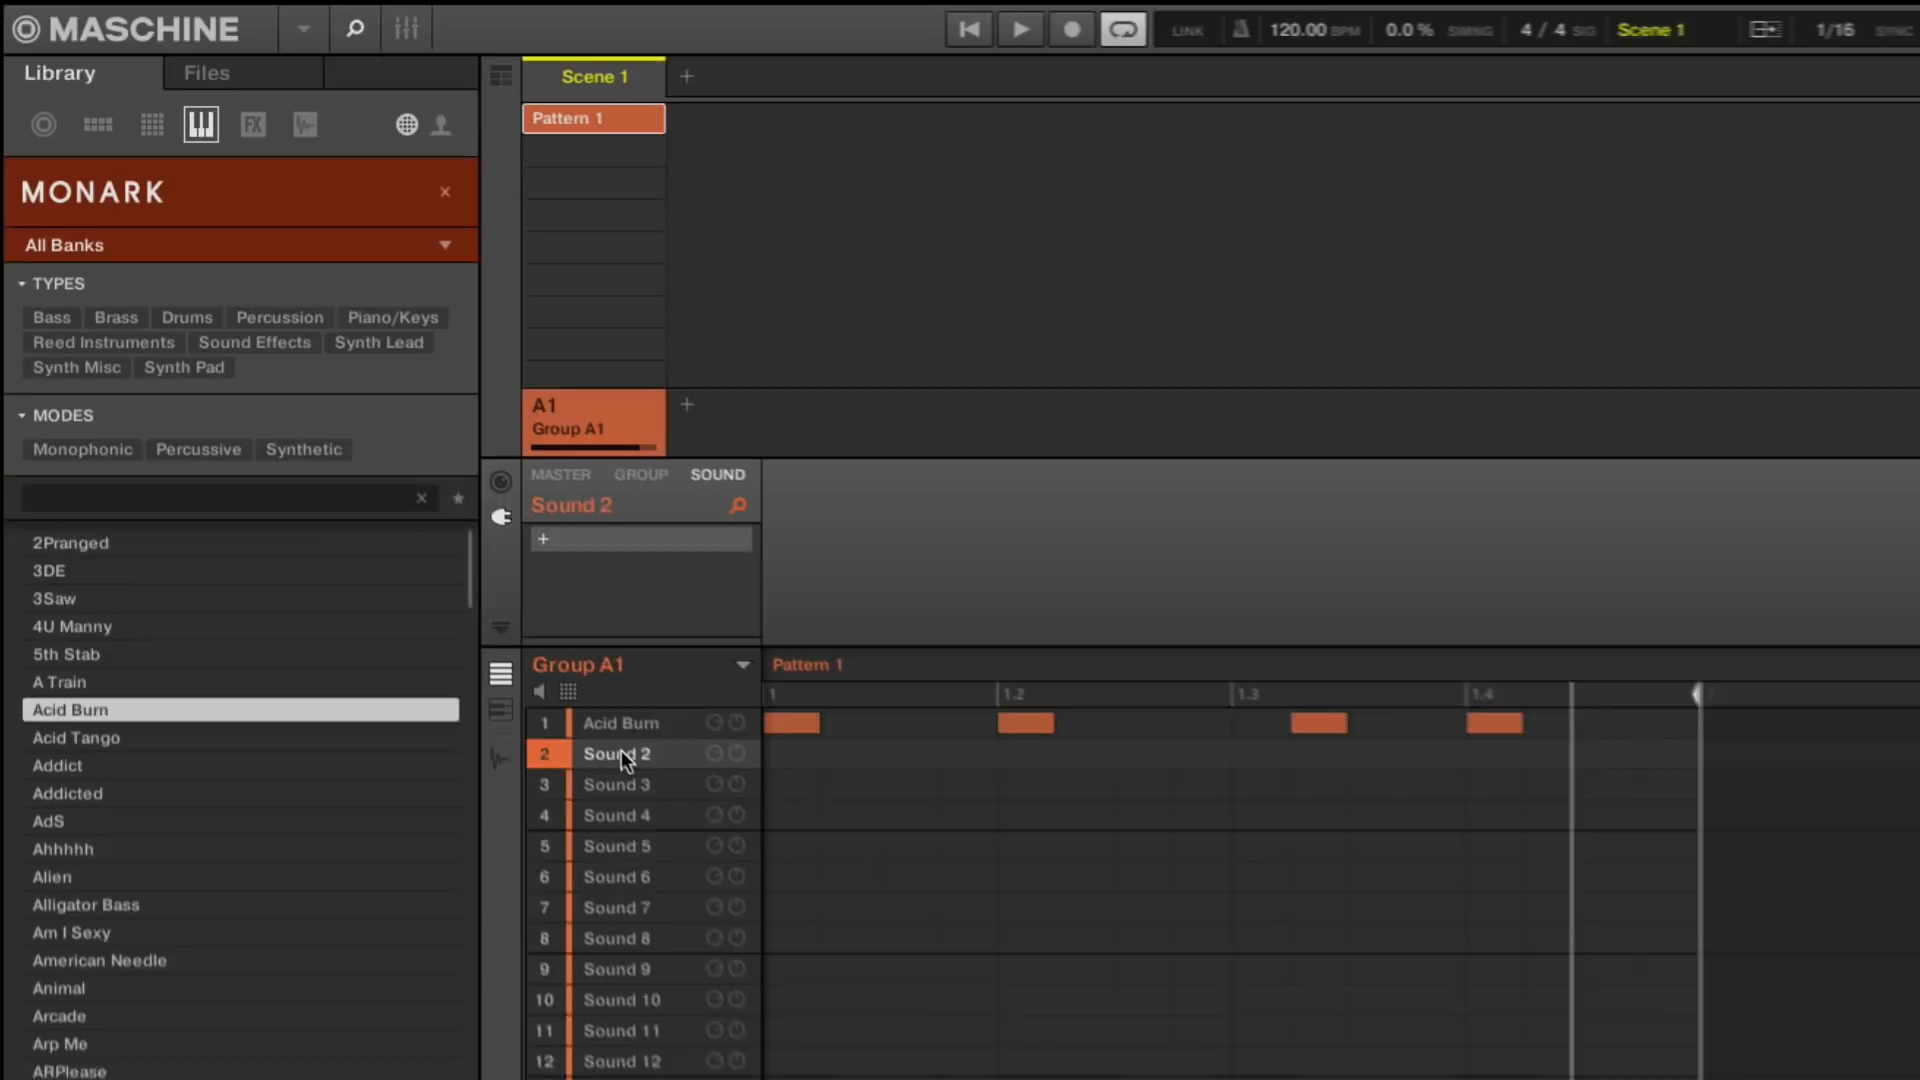 MASCHINE
LINK 120.00 BPM 0.0 % SWING 4 / 4 SIG Scene 1 1/16 SYNC
Library Files
Scene 1 +
Pattern 1
FX
MONARK ×
All Banks
TYPES
Bass Brass Drums Percussion Piano/Keys
Reed Instruments Sound Effects Synth Lead
Synth Misc Synth Pad
MODES
Monophonic Percussive Synthetic
A1 +
Group A1
MASTER GROUP SOUND
Sound 2
+
2Pranged
3DE
3Saw
4U Manny
5th Stab
A Train
Acid Burn
Acid Tango
Addict
Addicted
AdS
Ahhhhh
Alien
Alligator Bass
Am I Sexy
American Needle
Animal
Arcade
Arp Me
ARPlease
Group A1 Pattern 1
1 1.2 1.3 1.4
1 Acid Burn
2 Sound 2
3 Sound 3
4 Sound 4
5 Sound 5
6 Sound 6
7 Sound 7
8 Sound 8
9 Sound 9
10 Sound 10
11 Sound 11
12 Sound 12